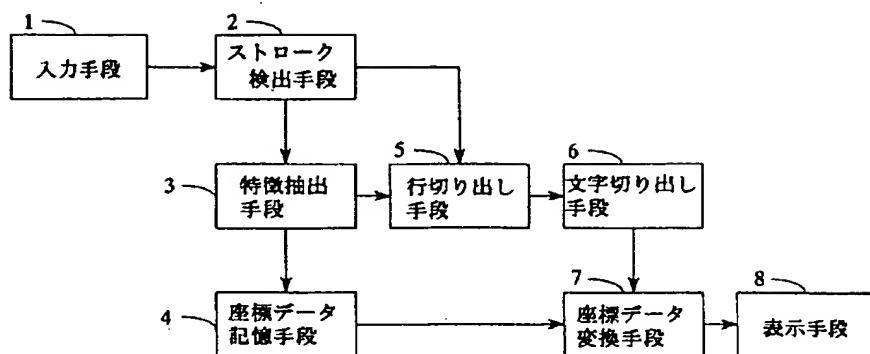 1
入力手段
2
ストローク
検出手段
3
特徴抽出
手段
5
行切り出し
手段
6
文字切り出し
手段
4
座標データ
記憶手段
7
座標データ
変換手段
8
表示手段